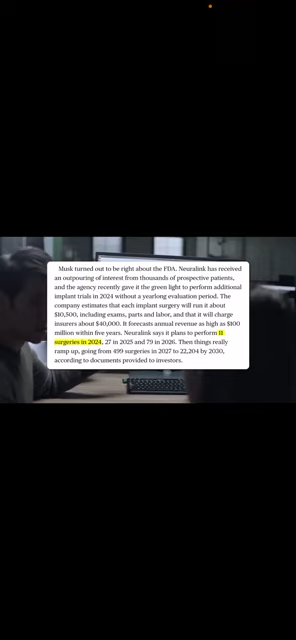 Musk turned out to be right about the FDA. Neuralink has received
an outpouring of interest from thousands of prospective patients,
and the agency recently gave it the green light to perform additional
implant trials in 2024 without a yearlong evaluation period. The
company estimates that each implant surgery will run it about
$10,500, including exams, parts and labor, and that it will charge
insurers about $40,000. It forecasts annual revenue as high as $100
million within five years. Neuralink says it plans to perform 11
surgeries in 2024, 27 in 2025 and 79 in 2026. Then things really
ramp up, going from 499 surgeries in 2027 to 22,204 by 2030,
according to documents provided to investors.